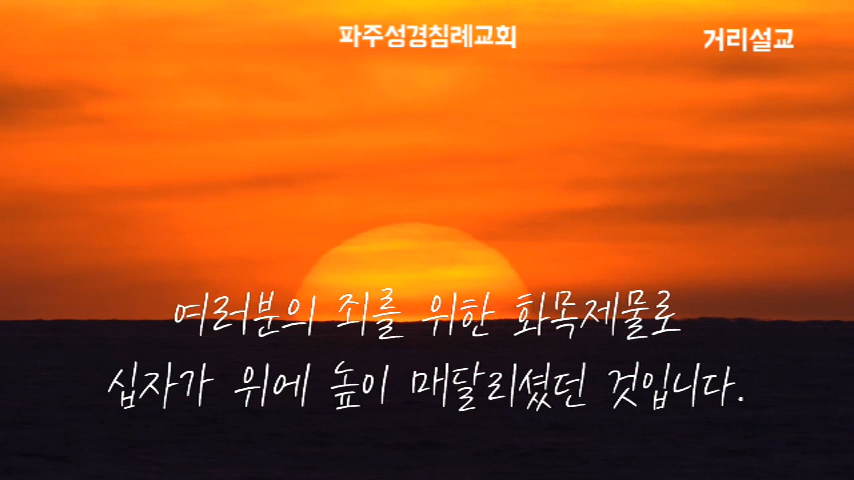 파주성경침례교회 거리설교
여러분의 죄를 위한 화목제물로
십자가 위에 높이 매달리셨던 것입니다.